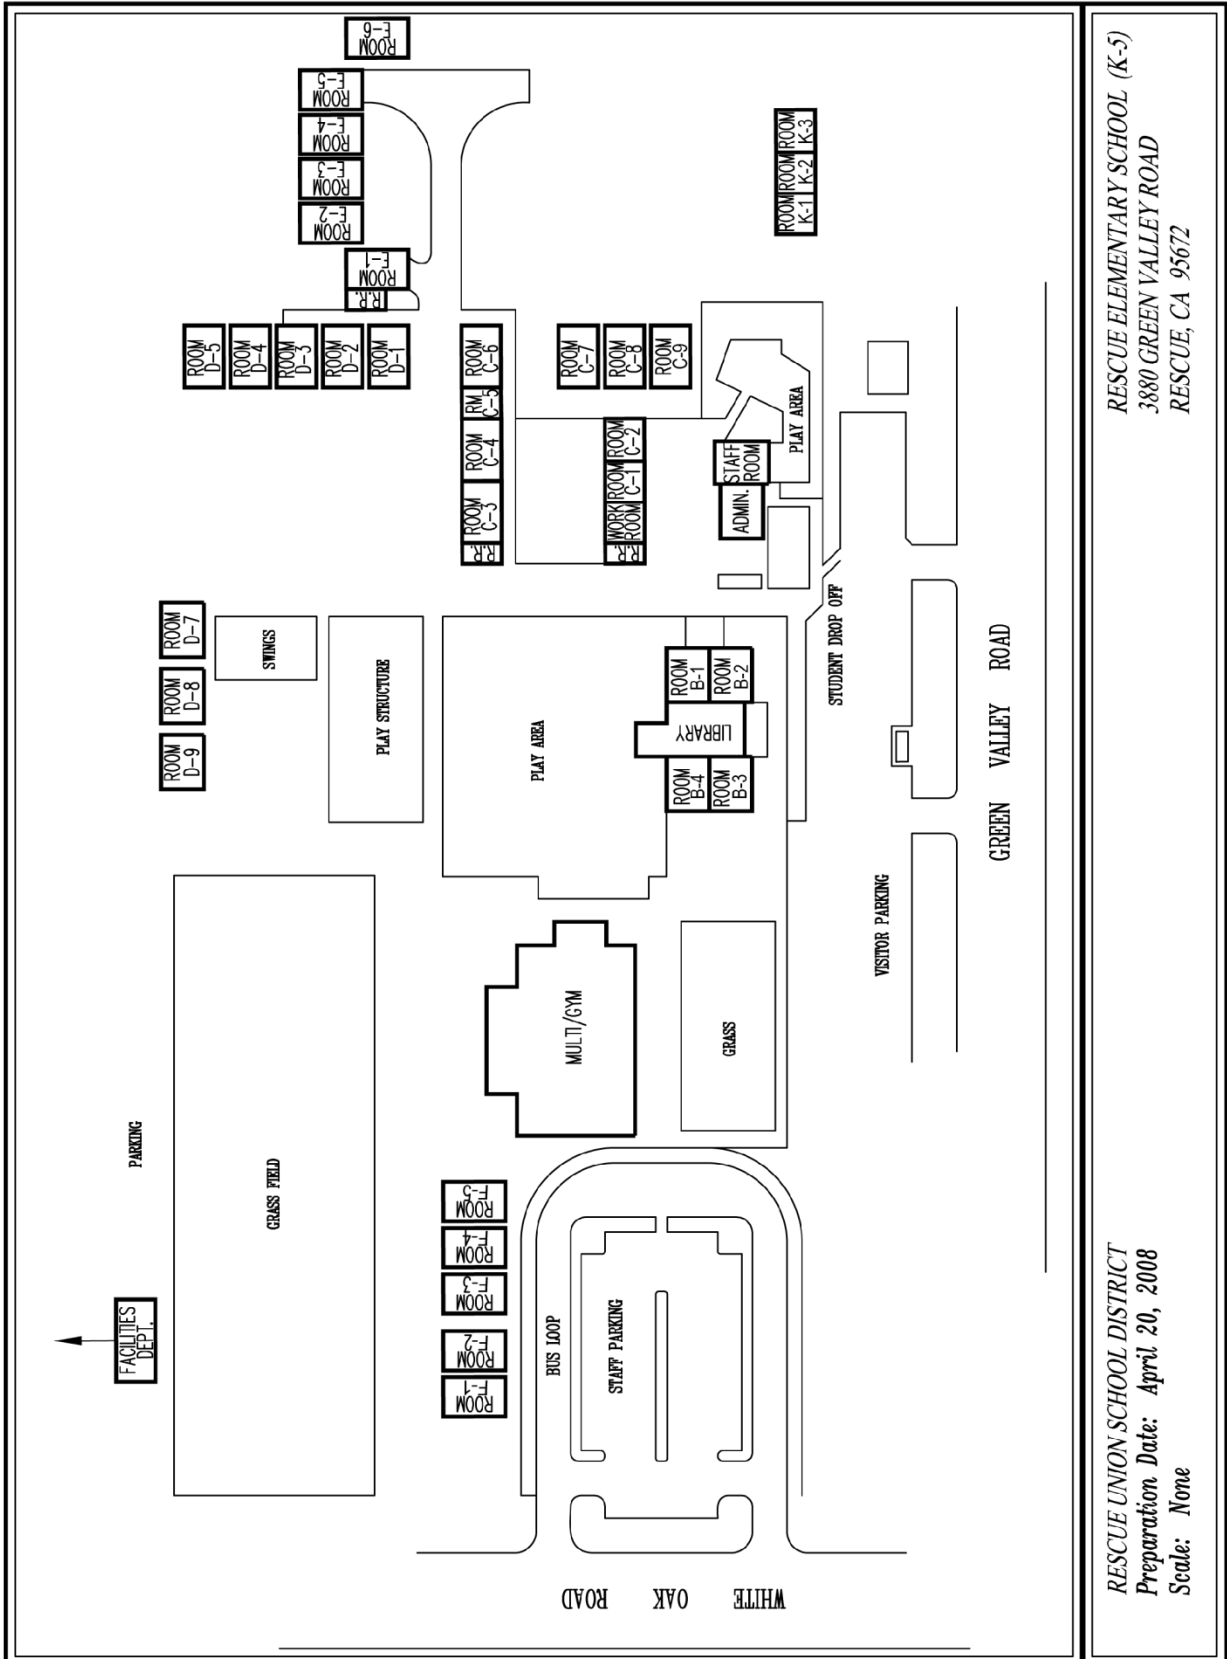 ROOM
E-6
ROOM
E-5
ROOM
E-4
ROOM
E-3
ROOM
E-2
ROOM
E-1
R.R.
ROOM
D-5
ROOM
D-4
ROOM
D-3
ROOM
D-2
ROOM
D-1
ROOM
C-6
RM
C-5
ROOM
C-4
ROOM
C-3
R.R.
ROOM
C-7
ROOM
C-8
ROOM
C-9
ROOM
K-3
ROOM
K-2
ROOM
K-1
ROOM
C-2
ROOM
C-1
WORK
ROOM
R.R.
STAFF
ROOM
ADMIN.
PLAY AREA
ROOM
D-7
ROOM
D-8
ROOM
D-9
SWINGS
PLAY STRUCTURE
PLAY AREA
ROOM
B-1
ROOM
B-2
LIBRARY
ROOM
B-4
ROOM
B-3
STUDENT DROP OFF
GREEN VALLEY ROAD
VISITOR PARKING
PARKING
GRASS FIELD
MULTI/GYM
GRASS
FACILITIES
DEPT.
ROOM
F-5
ROOM
F-4
ROOM
F-3
ROOM
F-2
ROOM
F-1
BUS LOOP
STAFF PARKING
WHITE OAK ROAD
RESCUE UNION SCHOOL DISTRICT
Preparation Date: April 20, 2008
Scale: None
RESCUE ELEMENTARY SCHOOL (K-5)
3880 GREEN VALLEY ROAD
RESCUE, CA 95672